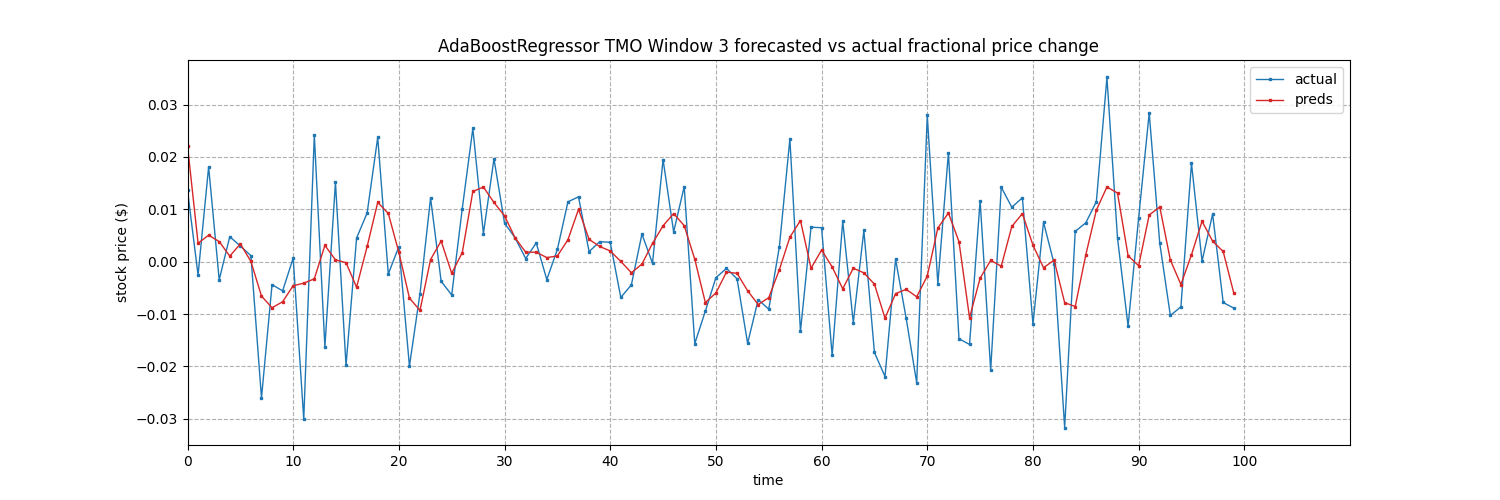 AdaBoostRegressor TMO Window 3 forecasted vs actual fractional price change
actual
preds
stock price ($)
0.03
0.02
0.01
0.00
−0.01
−0.02
−0.03
0 10 20 30 40 50 60 70 80 90 100
time